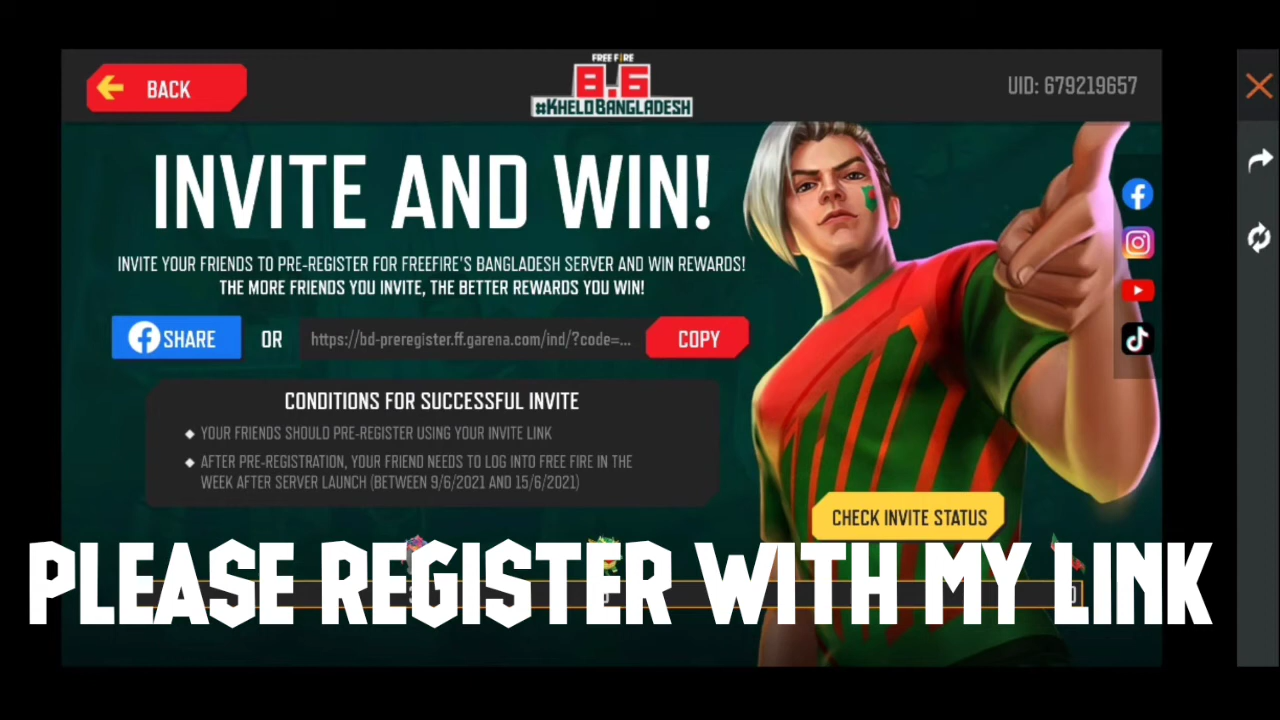 BACK
FREE FIRE
8.6
#KHELOBANGLADESH
UID: 679219657
INVITE AND WIN!
INVITE YOUR FRIENDS TO PRE-REGISTER FOR FREEFIRE'S BANGLADESH SERVER AND WIN REWARDS!
THE MORE FRIENDS YOU INVITE, THE BETTER REWARDS YOU WIN!
SHARE OR https://bd-preregister.ff.garena.com/ind/?code=... COPY
CONDITIONS FOR SUCCESSFUL INVITE
◆ YOUR FRIENDS SHOULD PRE-REGISTER USING YOUR INVITE LINK
◆ AFTER PRE-REGISTRATION, YOUR FRIEND NEEDS TO LOG INTO FREE FIRE IN THE
WEEK AFTER SERVER LAUNCH (BETWEEN 9/6/2021 AND 15/6/2021)
CHECK INVITE STATUS
PLEASE REGISTER WITH MY LINK